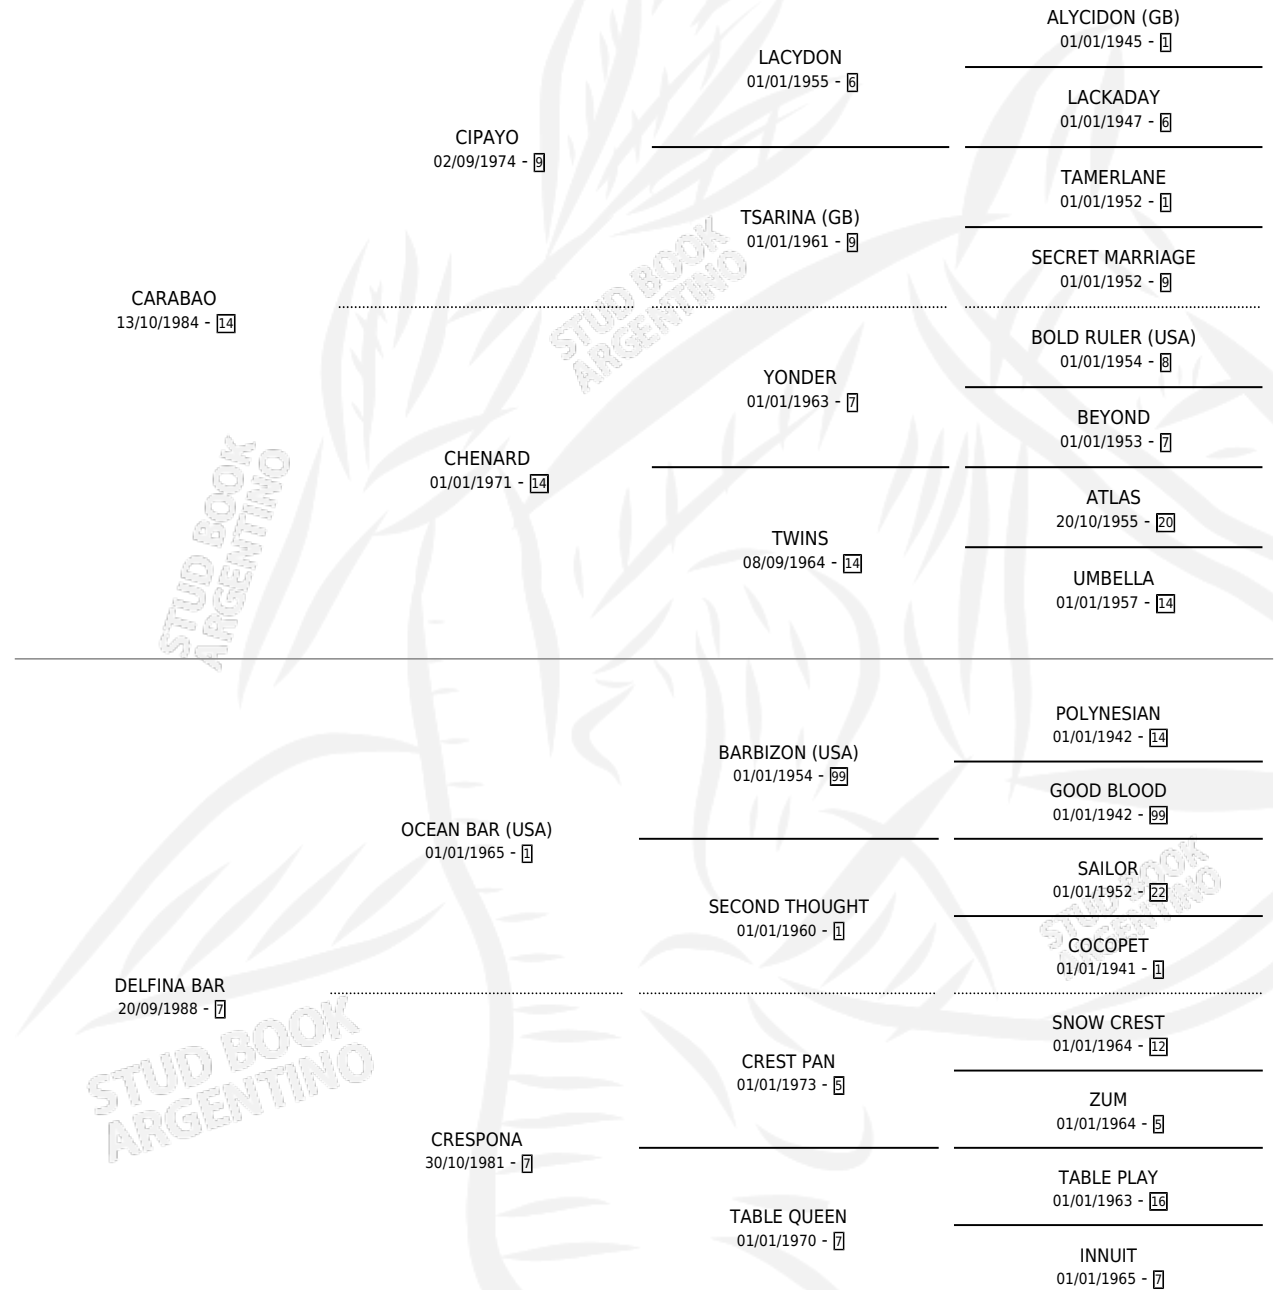 ALYCIDON (GB)
01/01/1945 - 1
LACYDON
01/01/1955 - 6
LACKADAY
01/01/1947 - 6
CIPAYO
02/09/1974 - 9
TAMERLANE
01/01/1952 - 1
TSARINA (GB)
01/01/1961 - 9
SECRET MARRIAGE
01/01/1952 - 9
CARABAO
13/10/1984 - 14
BOLD RULER (USA)
01/01/1954 - 8
YONDER
01/01/1963 - 7
BEYOND
01/01/1953 - 7
CHENARD
01/01/1971 - 14
ATLAS
20/10/1955 - 20
TWINS
08/09/1964 - 14
UMBELLA
01/01/1957 - 14
POLYNESIAN
01/01/1942 - 14
BARBIZON (USA)
01/01/1954 - 99
GOOD BLOOD
01/01/1942 - 99
OCEAN BAR (USA)
01/01/1965 - 1
SAILOR
01/01/1952 - 22
SECOND THOUGHT
01/01/1960 - 1
COCOPET
01/01/1941 - 1
DELFINA BAR
20/09/1988 - 7
SNOW CREST
01/01/1964 - 12
CREST PAN
01/01/1973 - 5
ZUM
01/01/1964 - 5
CRESPONA
30/10/1981 - 7
TABLE PLAY
01/01/1963 - 16
TABLE QUEEN
01/01/1970 - 7
INNUIT
01/01/1965 - 7
STUD BOOK
ARGENTINO
STUD BOOK
ARGENTINO
STUD BOOK
ARGENTINO
STUD BOOK
ARGENTINO